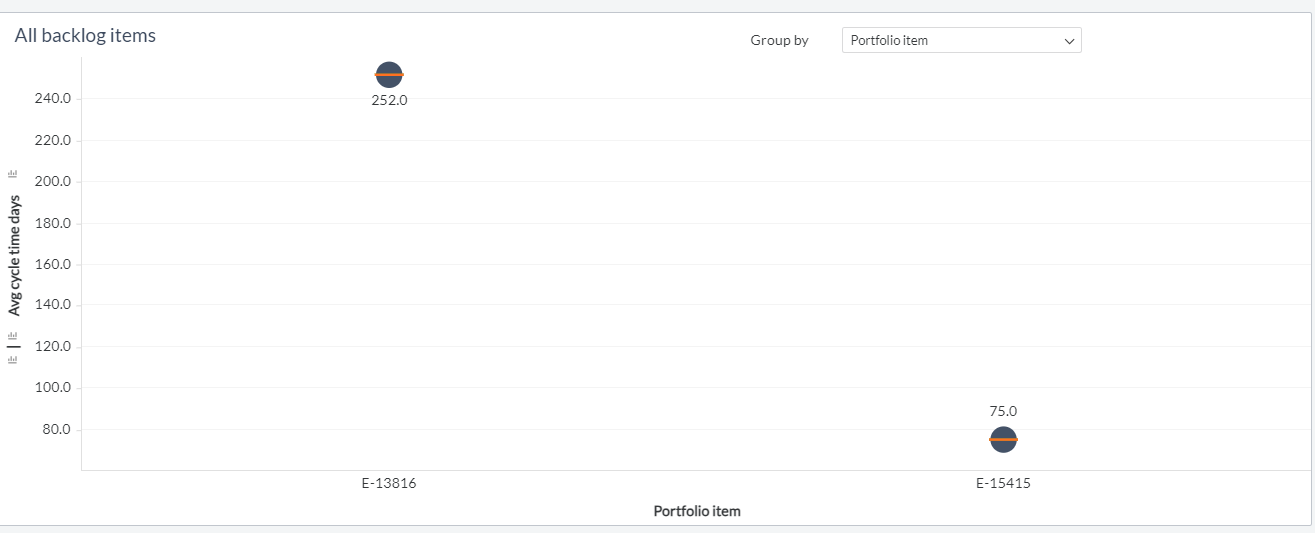 All backlog items
Group by
Portfolio item
252.0
240.0
220.0
200.0
180.0
160.0
140.0
120.0
100.0
80.0
Avg cycle time days
75.0
E-13816
E-15415
Portfolio item